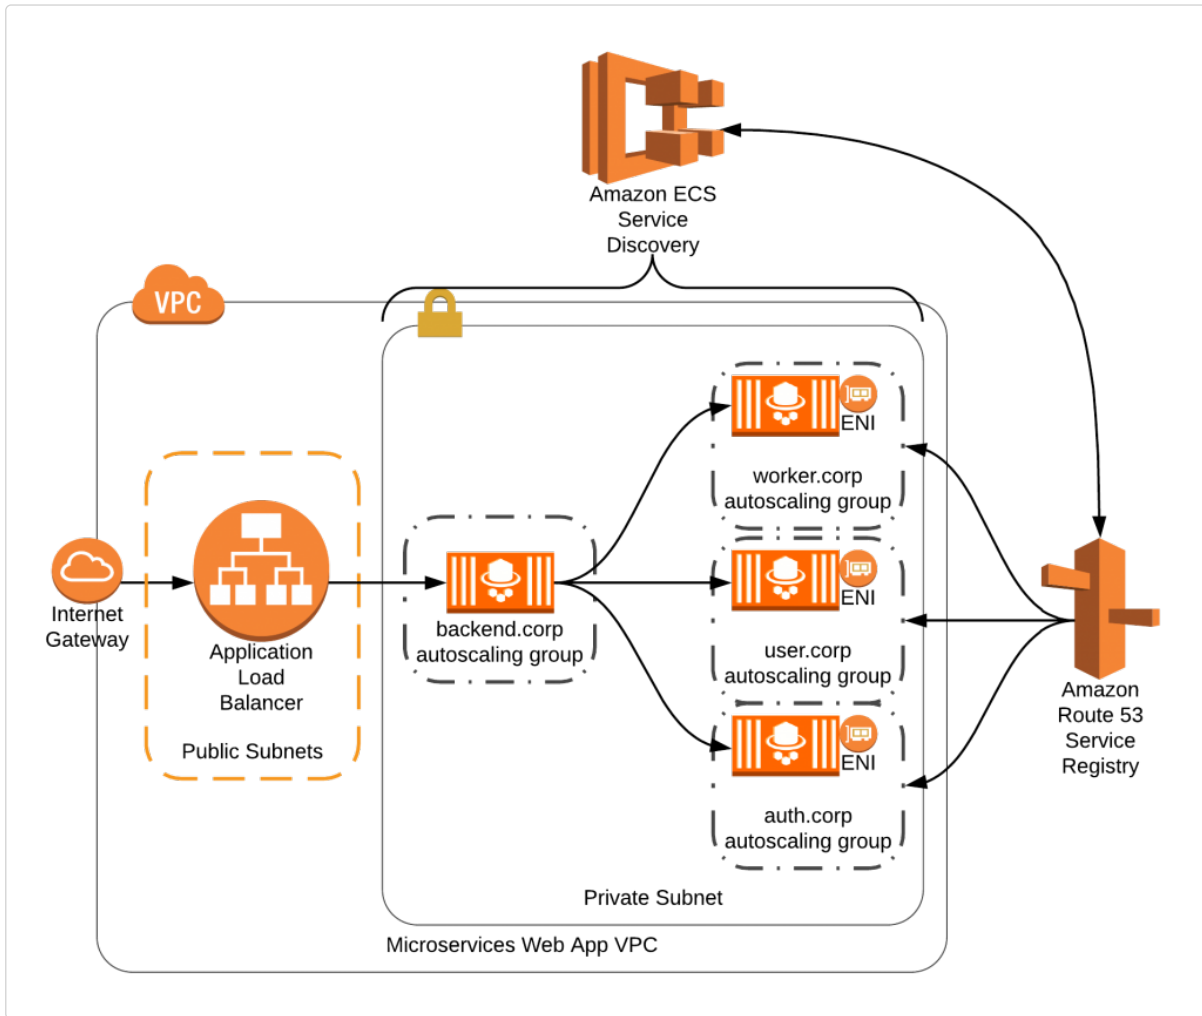 Amazon ECS
Service
Discovery
VPC
ENI
worker.corp
autoscaling group
Internet
Gateway
Application
Load
Balancer
Public Subnets
backend.corp
autoscaling group
ENI
user.corp
autoscaling group
ENI
auth.corp
autoscaling group
Amazon
Route 53
Service
Registry
Private Subnet
Microservices Web App VPC